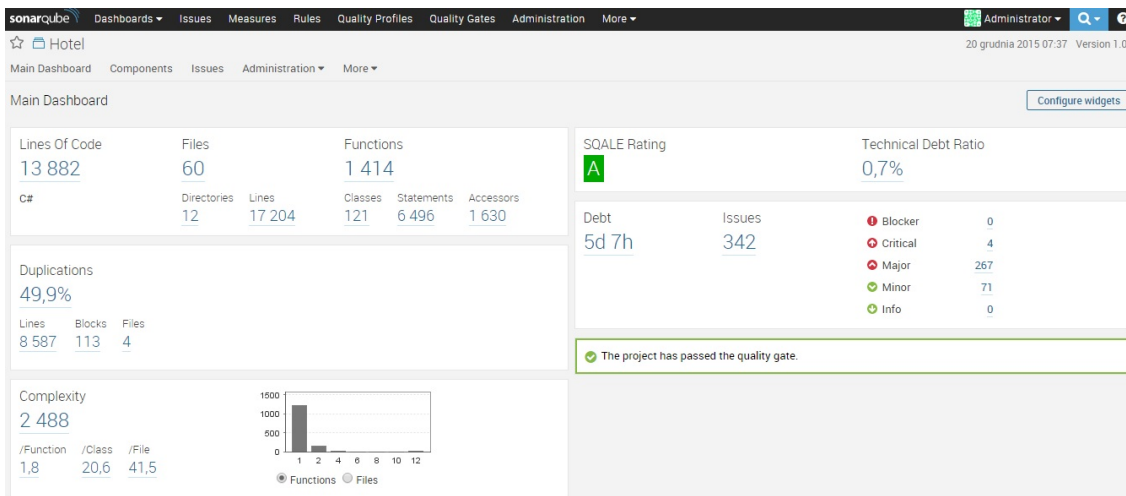 sonarqube Dashboards Issues Measures Rules Quality Profiles Quality Gates Administration More Administrator ?
Hotel
20 grudnia 2015 07:37 Version 1.0
Main Dashboard Components Issues Administration More
Main Dashboard
Configure widgets
Lines Of Code Files Functions
13 882 60 1 414
C# Directories Lines Classes Statements Accessors
12 17 204 121 6 496 1 630
Duplications
49,9%
Lines Blocks Files
8 587 113 4
Complexity
2 488
/Function /Class /File
1,8 20,6 41,5
1500
1000
500
0
1 2 4 6 8 10 12
Functions Files
SQALE Rating Technical Debt Ratio
A 0,7%
Debt Issues
5d 7h 342
Blocker 0
Critical 4
Major 267
Minor 71
Info 0
The project has passed the quality gate.